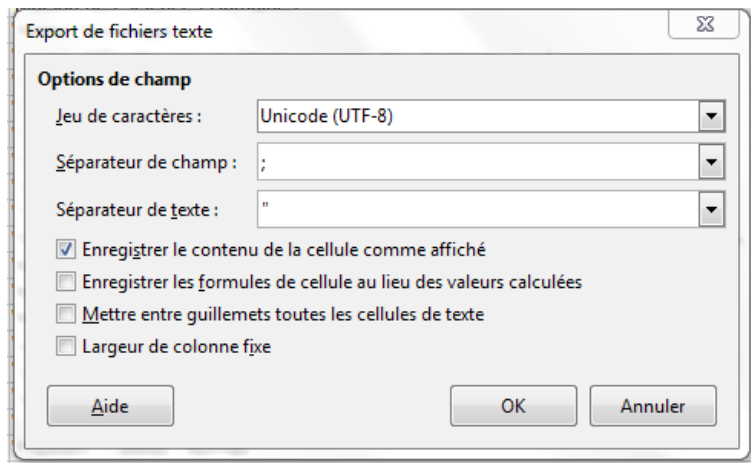 Export de fichiers texte
Options de champ
Jeu de caractères :
Unicode (UTF-8)
Séparateur de champ :
;
Séparateur de texte :
"
Enregistrer le contenu de la cellule comme affiché
Enregistrer les formules de cellule au lieu des valeurs calculées
Mettre entre guillemets toutes les cellules de texte
Largeur de colonne fixe
Aide
OK
Annuler